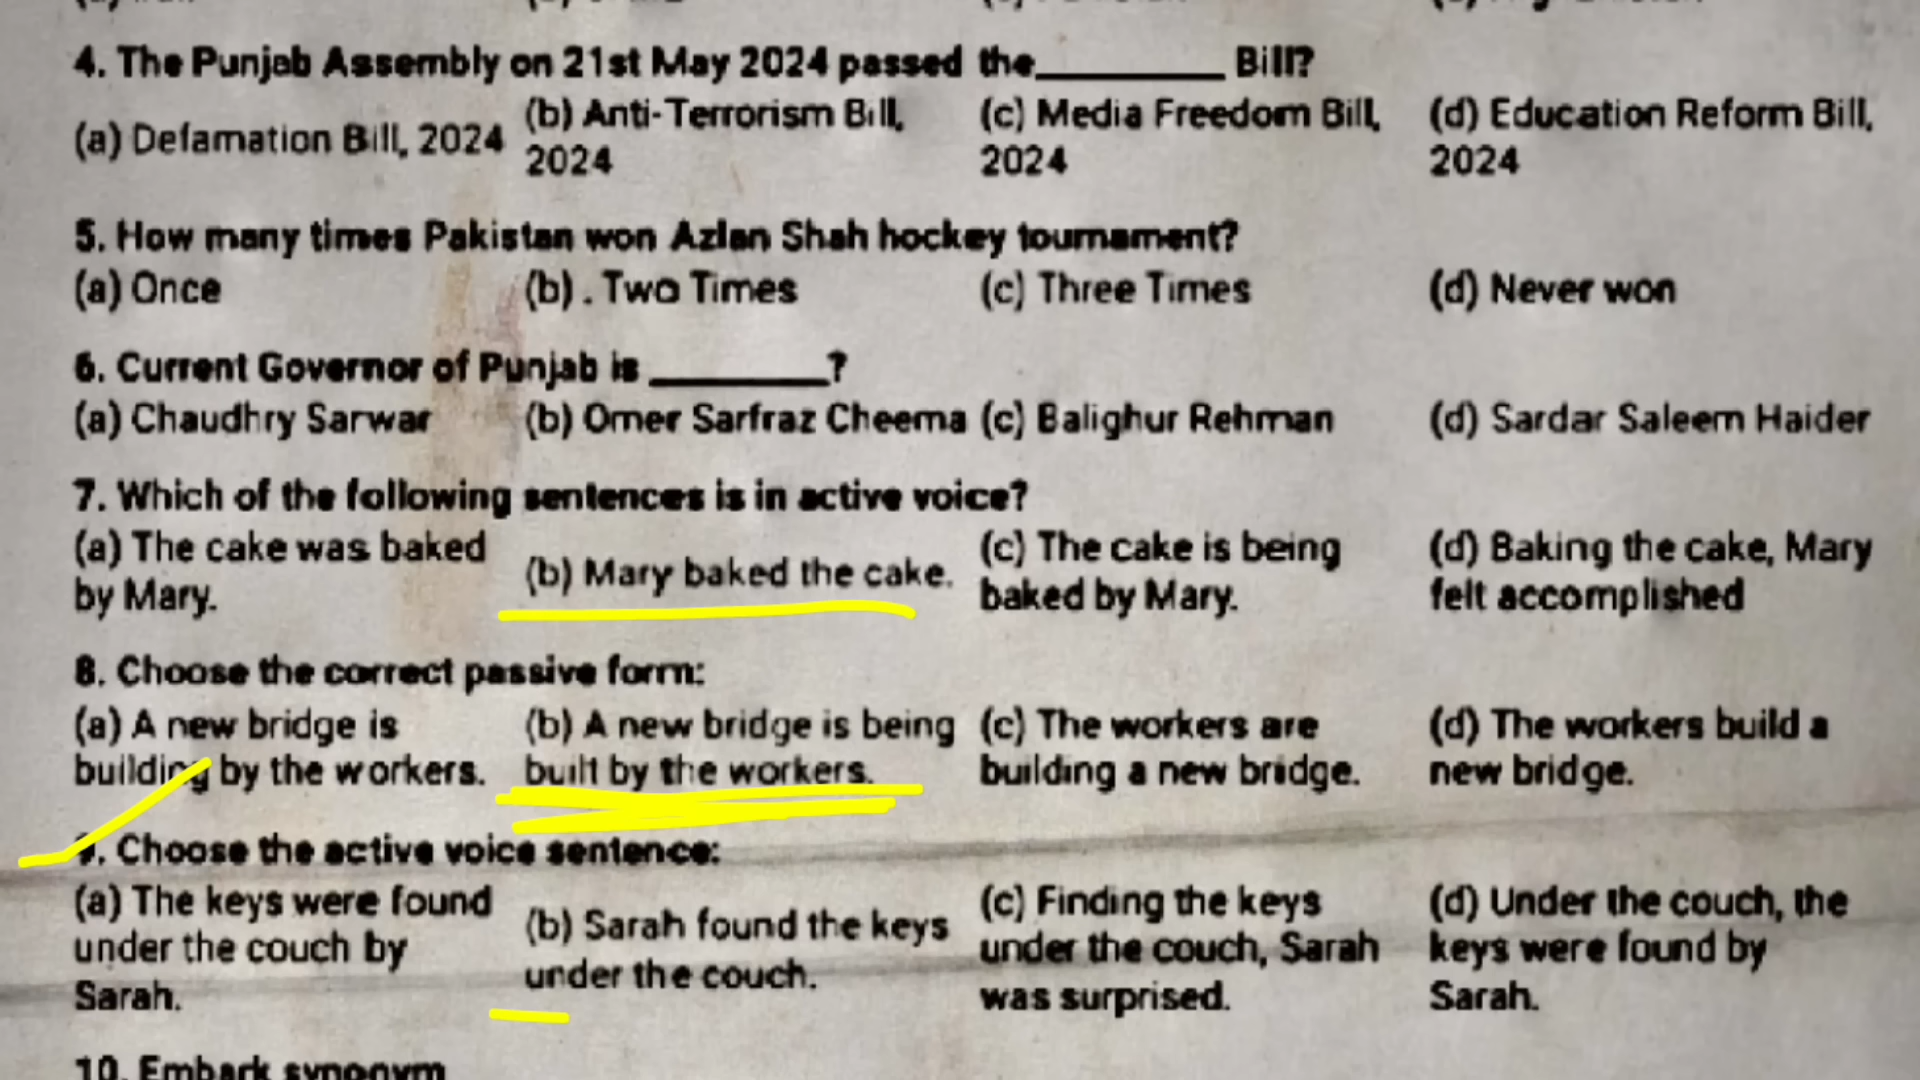 4. The Punjab Assembly on 21st May 2024 passed the_________ Bill?
(a) Defamation Bill, 2024 (b) Anti-Terrorism Bill, 2024 (c) Media Freedom Bill, 2024 (d) Education Reform Bill, 2024
5. How many times Pakistan won Azlan Shah hockey tournament?
(a) Once (b) . Two Times (c) Three Times (d) Never won
6. Current Governor of Punjab is _________?
(a) Chaudhry Sarwar (b) Omer Sarfraz Cheema (c) Balighur Rehman (d) Sardar Saleem Haider
7. Which of the following sentences is in active voice?
(a) The cake was baked by Mary. (b) Mary baked the cake. (c) The cake is being baked by Mary. (d) Baking the cake, Mary felt accomplished
8. Choose the correct passive form:
(a) A new bridge is building by the workers. (b) A new bridge is being built by the workers. (c) The workers are building a new bridge. (d) The workers build a new bridge.
9. Choose the active voice sentence:
(a) The keys were found under the couch by Sarah. (b) Sarah found the keys under the couch. (c) Finding the keys under the couch, Sarah was surprised. (d) Under the couch, the keys were found by Sarah.
10. Embark synonym